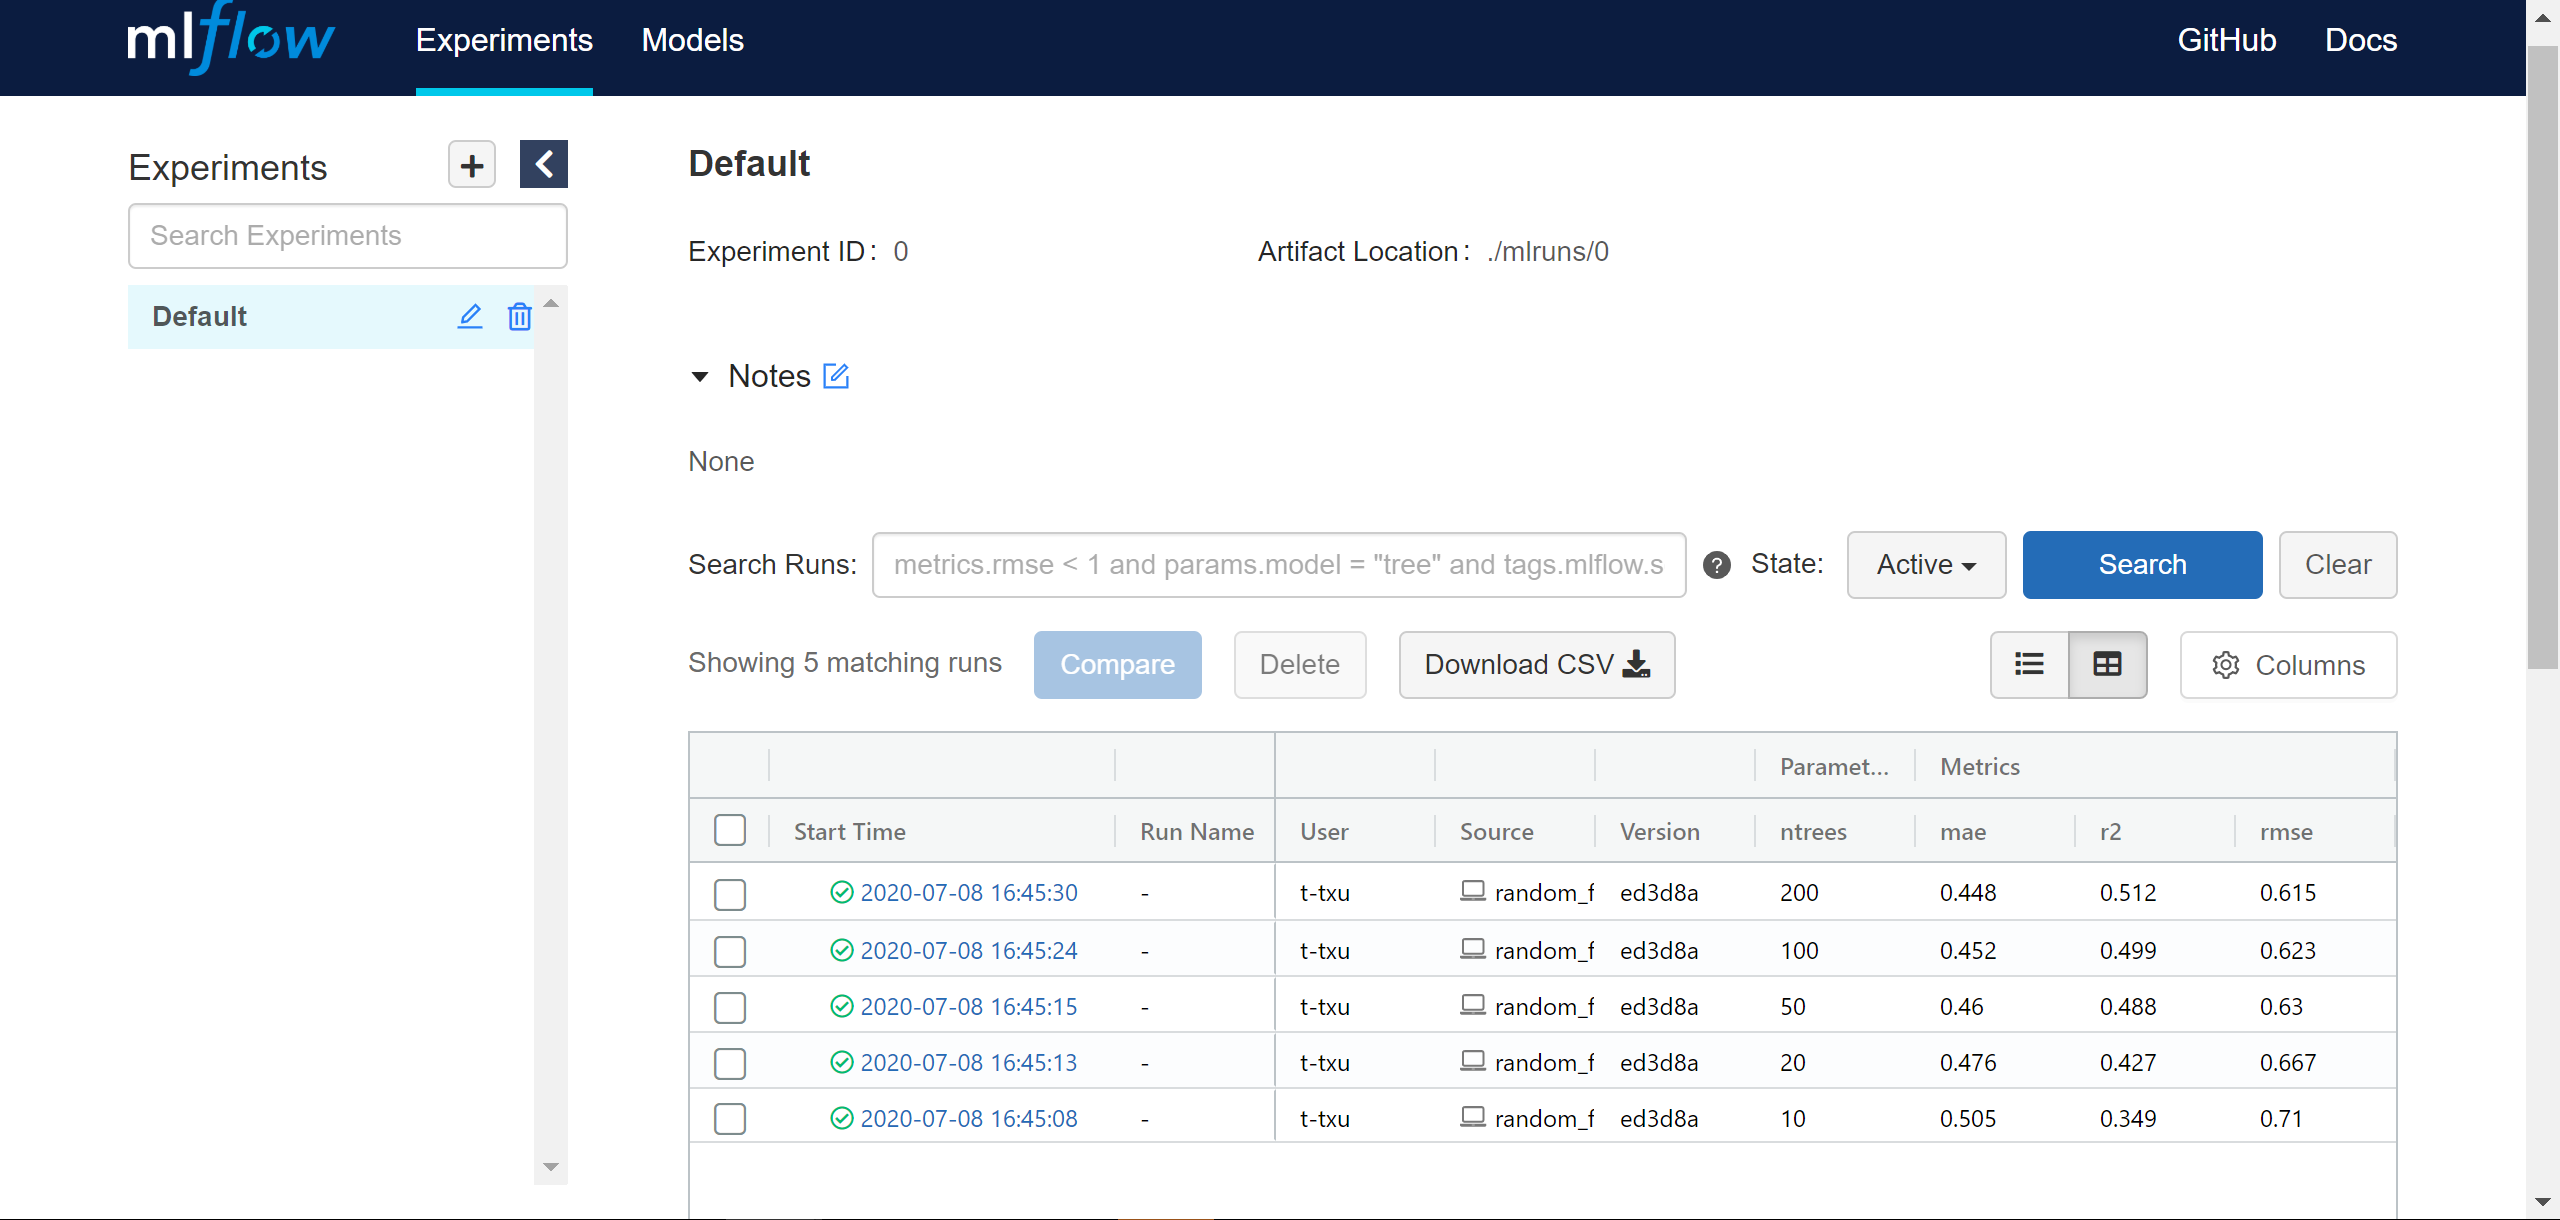 mlflow Experiments Models GitHub Docs
Experiments
Search Experiments
Default
Default
Experiment ID: 0 Artifact Location: ./mlruns/0
Notes
None
Search Runs: metrics.rmse < 1 and params.model = "tree" and tags.mlflow.s ? State: Active Search Clear
Showing 5 matching runs Compare Delete Download CSV Columns
Paramet... Metrics
Start Time Run Name User Source Version ntrees mae r2 rmse
2020-07-08 16:45:30 - t-txu random_f ed3d8a 200 0.448 0.512 0.615
2020-07-08 16:45:24 - t-txu random_f ed3d8a 100 0.452 0.499 0.623
2020-07-08 16:45:15 - t-txu random_f ed3d8a 50 0.46 0.488 0.63
2020-07-08 16:45:13 - t-txu random_f ed3d8a 20 0.476 0.427 0.667
2020-07-08 16:45:08 - t-txu random_f ed3d8a 10 0.505 0.349 0.71